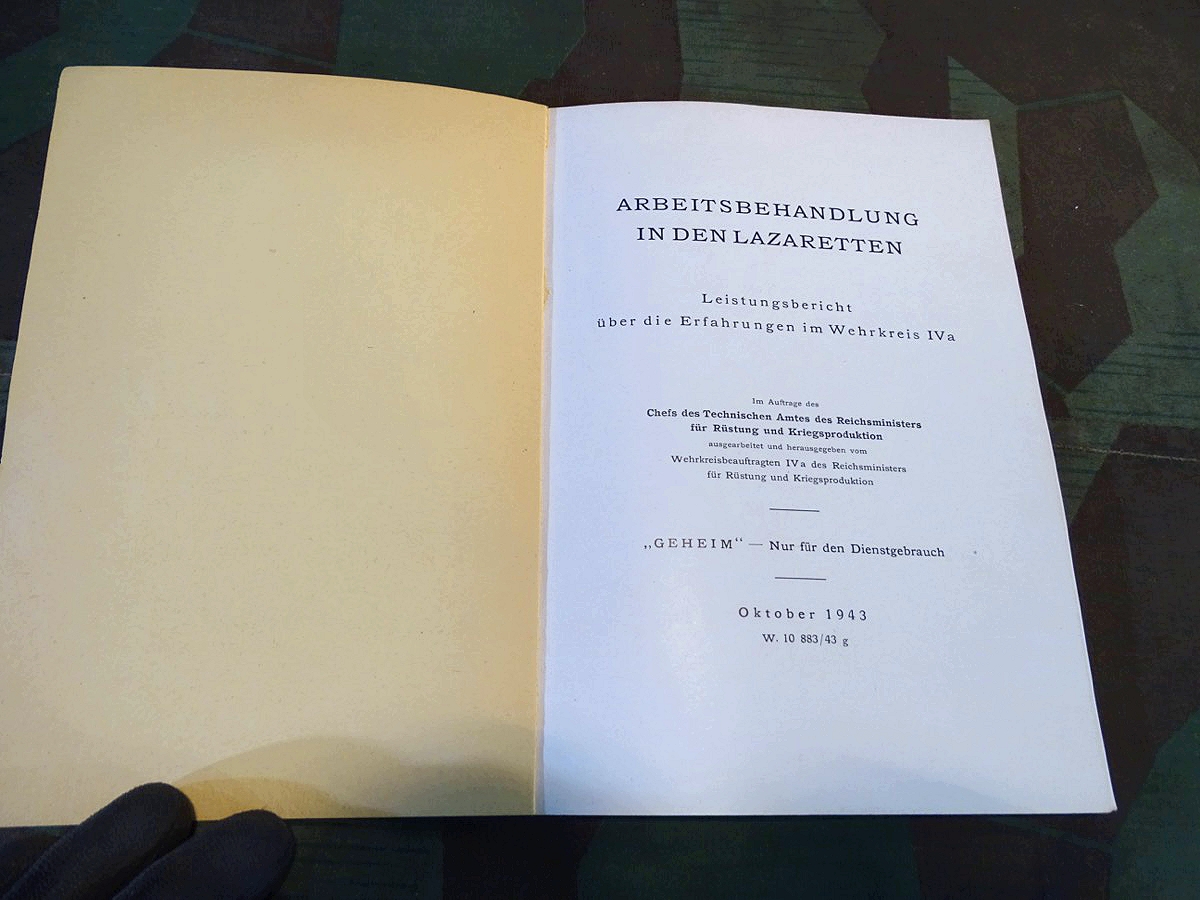 ARBEITSBEHANDLUNG
IN DEN LAZARETTEN
Leistungsbericht
über die Erfahrungen im Wehrkreis IVa
Im Auftrage des
Chefs des Technischen Amtes des Reichsministers
für Rüstung und Kriegsproduktion
ausgearbeitet und herausgegeben vom
Wehrkreisbeauftragten IVa des Reichsministers
für Rüstung und Kriegsproduktion
„GEHEIM“ — Nur für den Dienstgebrauch
Oktober 1943
W. 10 883/43 g